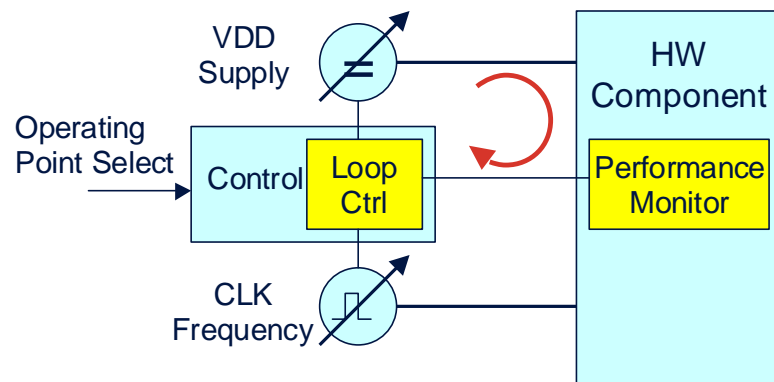 VDD
Supply
HW
Component
Operating
Point Select
Control
Loop
Ctrl
Performance
Monitor
CLK
Frequency